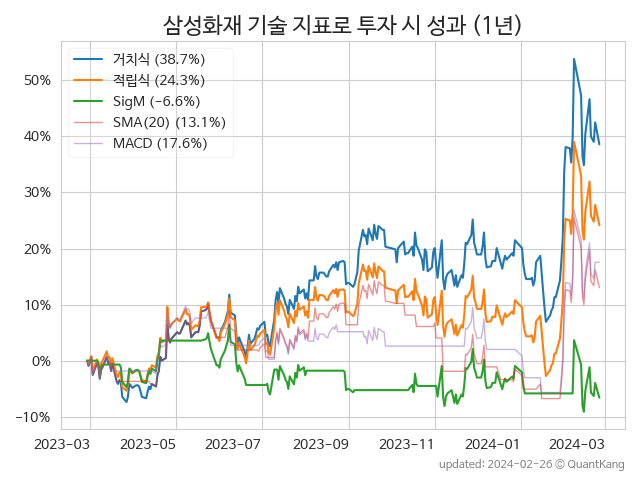 삼성화재 기술 지표로 투자 시 성과 (1년)
거치식 (38.7%)
적립식 (24.3%)
SigM (−6.6%)
SMA(20) (13.1%)
MACD (17.6%)
50%
40%
30%
20%
10%
0%
−10%
2023−03 2023−05 2023−07 2023−09 2023−11 2024−01 2024−03
updated: 2024−02−26 ⓒ QuantKang